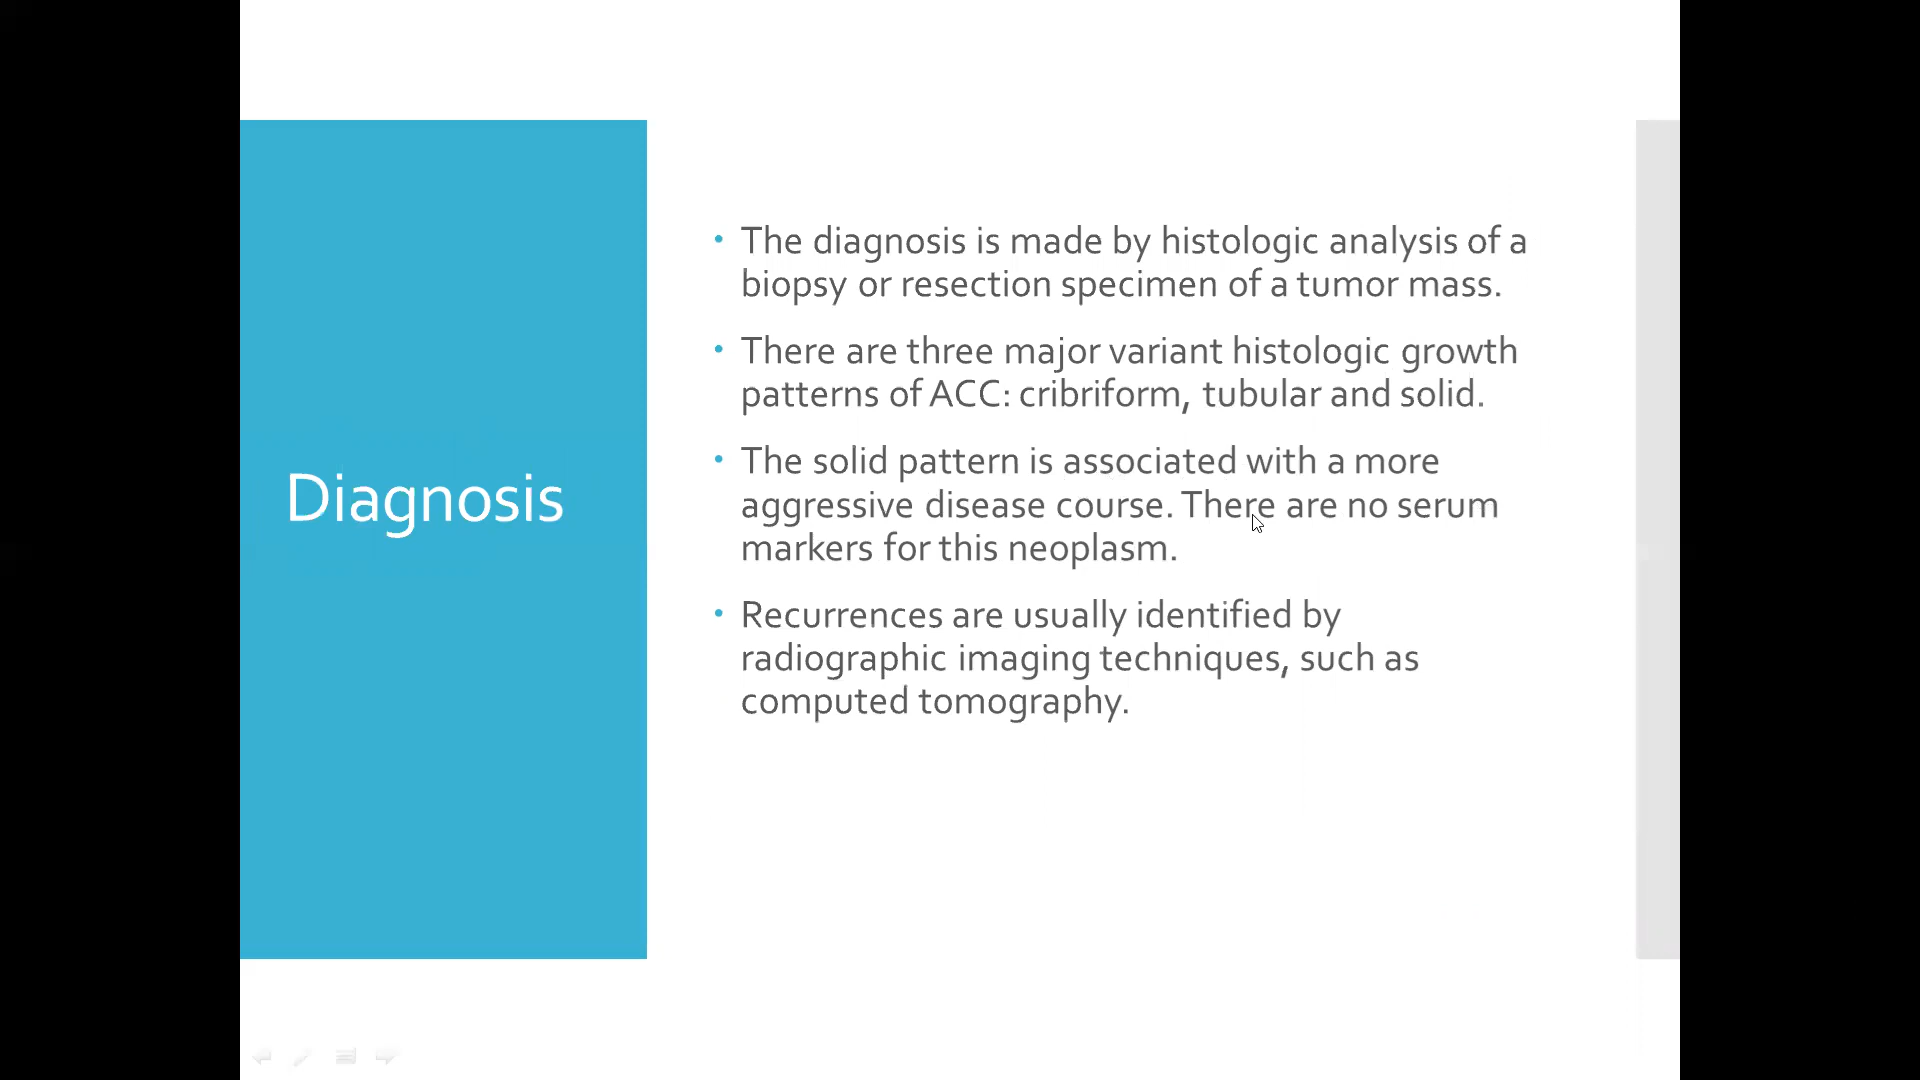 Diagnosis
• The diagnosis is made by histologic analysis of a
biopsy or resection specimen of a tumor mass.
• There are three major variant histologic growth
patterns of ACC: cribriform, tubular and solid.
• The solid pattern is associated with a more
aggressive disease course. There are no serum
markers for this neoplasm.
• Recurrences are usually identified by
radiographic imaging techniques, such as
computed tomography.